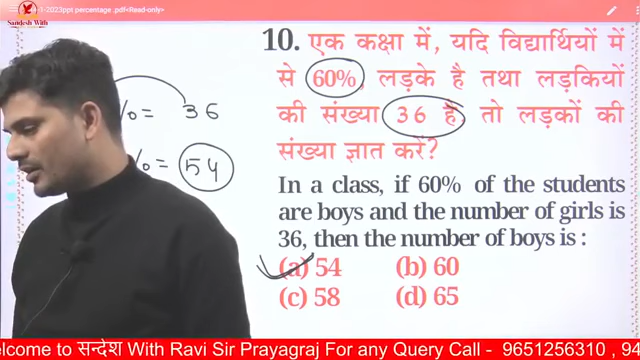 -1-2023ppt percentage .pdf<Read-only>
Sandesh With
10. एक कक्षा में, यदि विद्यार्थियों में
से 60% लड़के है तथा लड़कियों
की संख्या 36 है तो लड़कों की
संख्या ज्ञात करें?
% = 36
% = 54
In a class, if 60% of the students
are boys and the number of girls is
36, then the number of boys is :
(a) 54 (b) 60
(c) 58 (d) 65
elcome to सन्देश With Ravi Sir Prayagraj For any Query Call - 9651256310 , 94